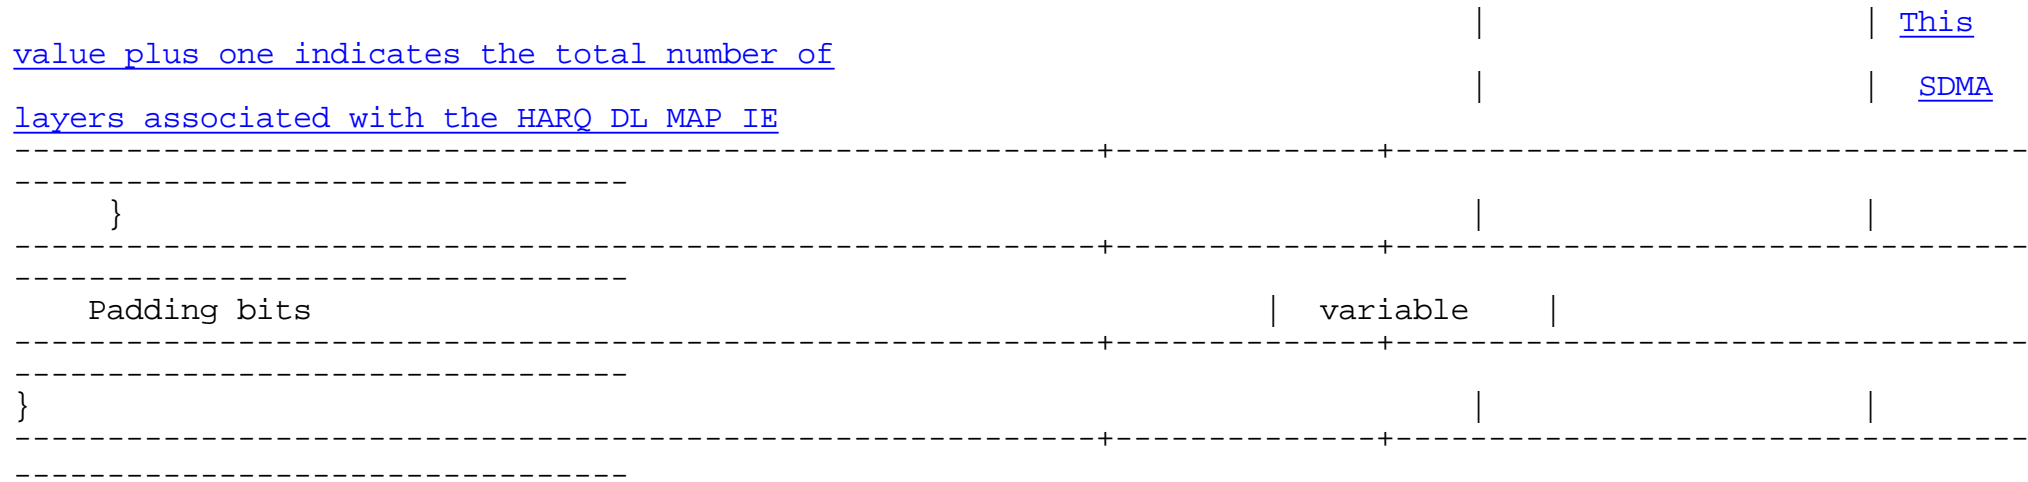 | | This
value plus one indicates the total number of
| | SDMA
layers associated with the HARQ DL MAP IE
----------------------------------------------------------+--------------+----------------------------------
---------------------------------
} | |
----------------------------------------------------------+--------------+----------------------------------
---------------------------------
Padding bits | variable |
----------------------------------------------------------+--------------+----------------------------------
---------------------------------
} | |
----------------------------------------------------------+--------------+----------------------------------
---------------------------------